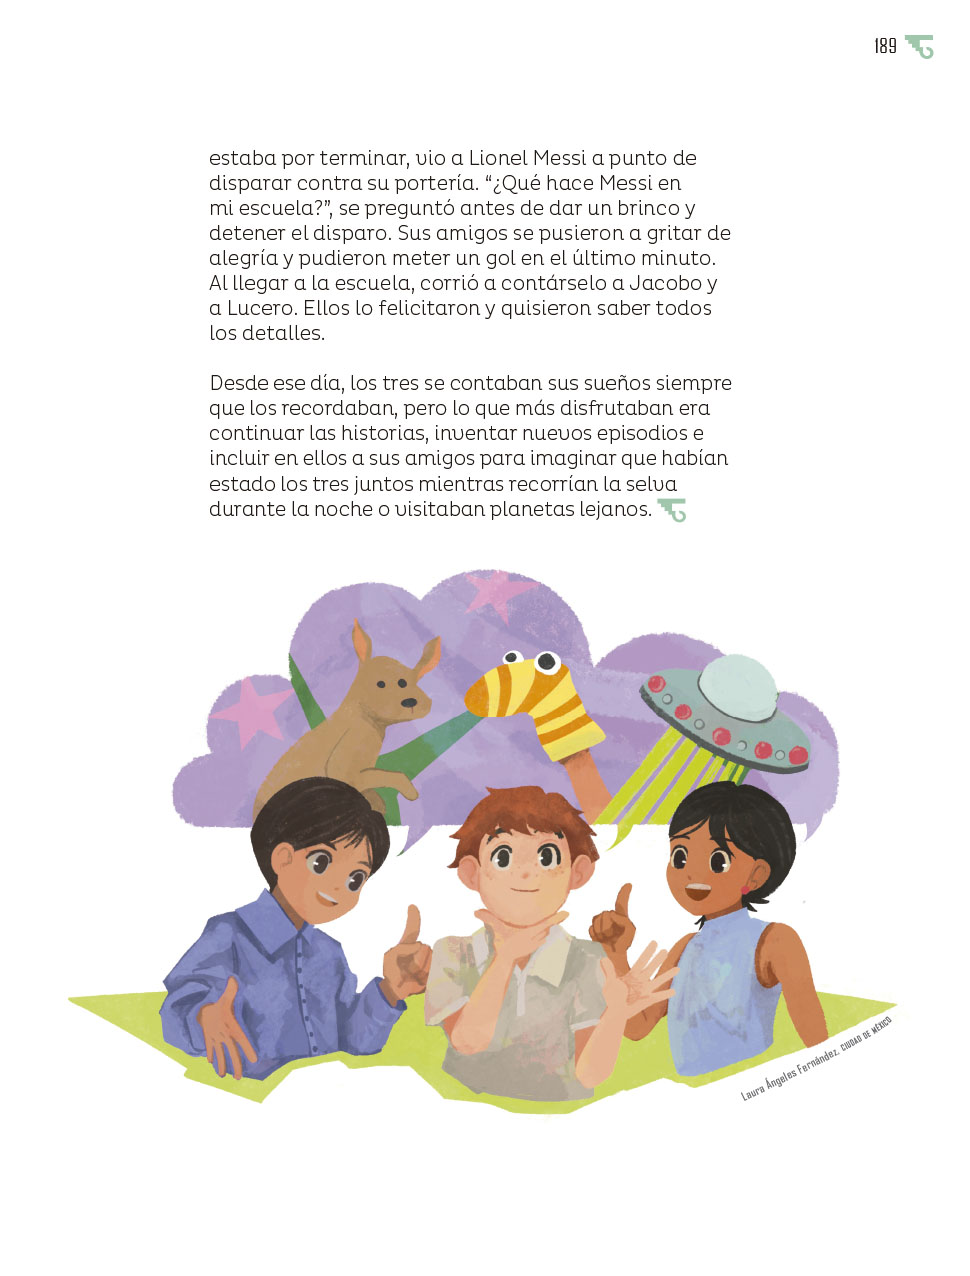 189
estaba por terminar, vio a Lionel Messi a punto de
disparar contra su portería. “¿Qué hace Messi en
mi escuela?”, se preguntó antes de dar un brinco y
detener el disparo. Sus amigos se pusieron a gritar de
alegría y pudieron meter un gol en el último minuto.
Al llegar a la escuela, corrió a contárselo a Jacobo y
a Lucero. Ellos lo felicitaron y quisieron saber todos
los detalles.
Desde ese día, los tres se contaban sus sueños siempre
que los recordaban, pero lo que más disfrutaban era
continuar las historias, inventar nuevos episodios e
incluir en ellos a sus amigos para imaginar que habían
estado los tres juntos mientras recorrían la selva
durante la noche o visitaban planetas lejanos.
Laura Ángeles Fernández, CIUDAD DE MÉXICO.